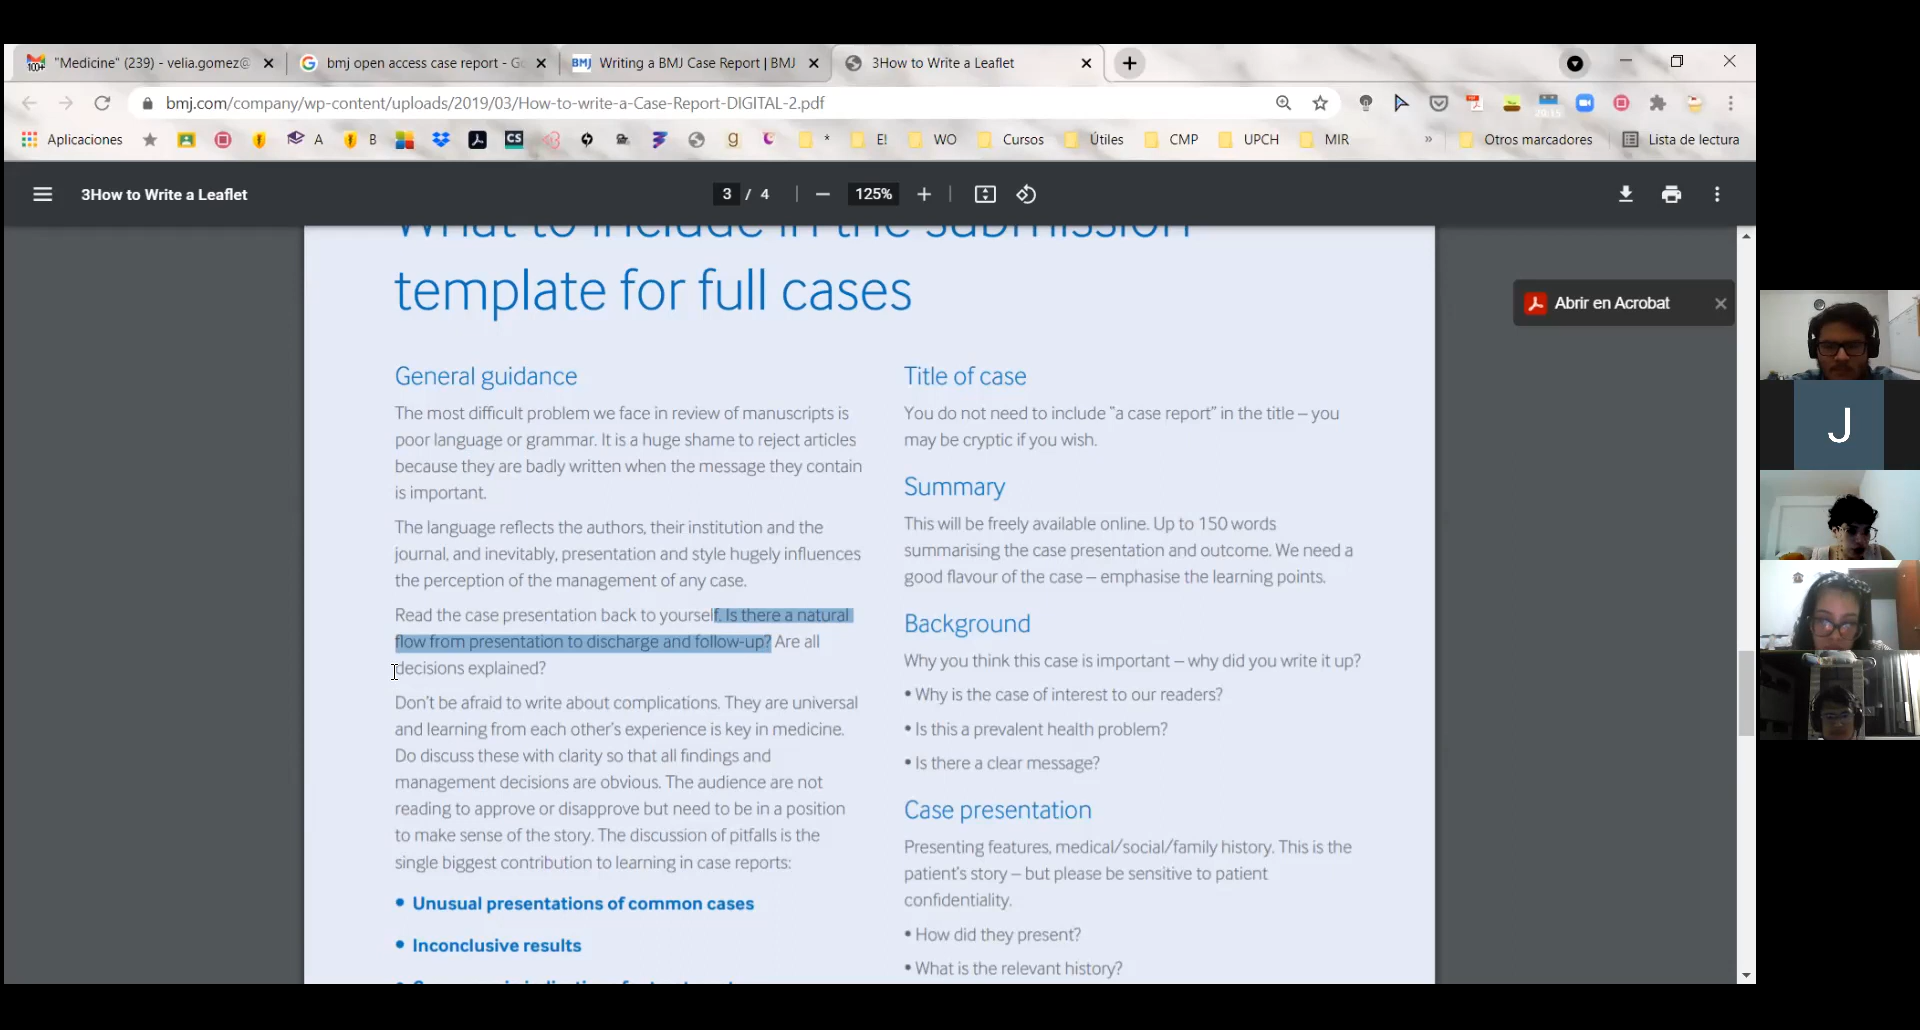 "Medicine" (239) - velia.gomez@
bmj open access case report - Go
BMJ Writing a BMJ Case Report | BMJ
3How to Write a Leaflet
bmj.com/company/wp-content/uploads/2019/03/How-to-write-a-Case-Report-DIGITAL-2.pdf
Aplicaciones
A
B
CS
g
*
E!
WO
Cursos
Útiles
CMP
UPCH
MIR
»
Otros marcadores
Lista de lectura
3How to Write a Leaflet
3 / 4
125%
What to include in the submission
template for full cases
Abrir en Acrobat
General guidance
The most difficult problem we face in review of manuscripts is
poor language or grammar. It is a huge shame to reject articles
because they are badly written when the message they contain
is important.
The language reflects the authors, their institution and the
journal, and inevitably, presentation and style hugely influences
the perception of the management of any case.
Read the case presentation back to yourself. Is there a natural
flow from presentation to discharge and follow-up? Are all
decisions explained?
Don't be afraid to write about complications. They are universal
and learning from each other's experience is key in medicine.
Do discuss these with clarity so that all findings and
management decisions are obvious. The audience are not
reading to approve or disapprove but need to be in a position
to make sense of the story. The discussion of pitfalls is the
single biggest contribution to learning in case reports:
• Unusual presentations of common cases
• Inconclusive results
Title of case
You do not need to include "a case report" in the title – you
may be cryptic if you wish.
Summary
This will be freely available online. Up to 150 words
summarising the case presentation and outcome. We need a
good flavour of the case – emphasise the learning points.
Background
Why you think this case is important – why did you write it up?
• Why is the case of interest to our readers?
• Is this a prevalent health problem?
• Is there a clear message?
Case presentation
Presenting features, medical/social/family history. This is the
patient's story – but please be sensitive to patient
confidentiality.
• How did they present?
• What is the relevant history?
J